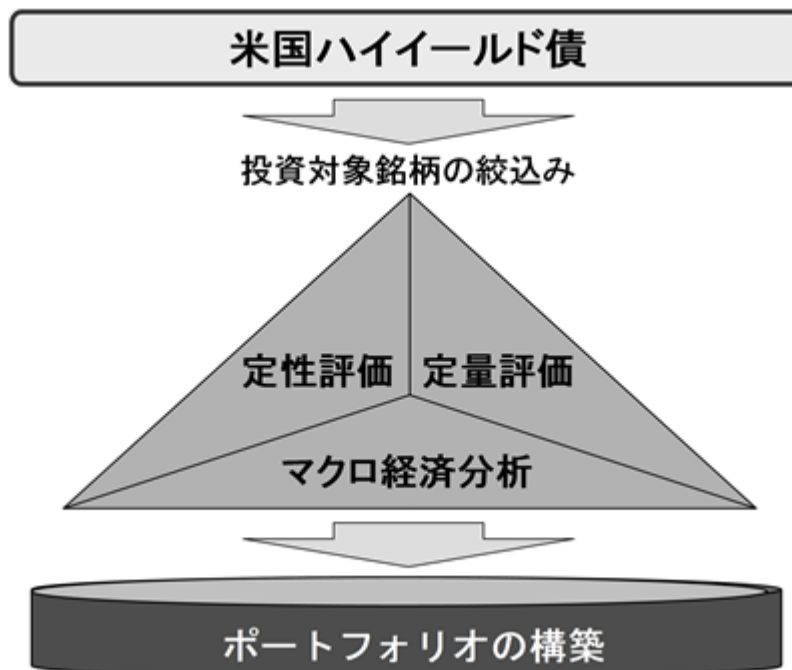 米国ハイイールド債
投資対象銘柄の絞込み
定性評価
定量評価
マクロ経済分析
ポートフォリオの構築